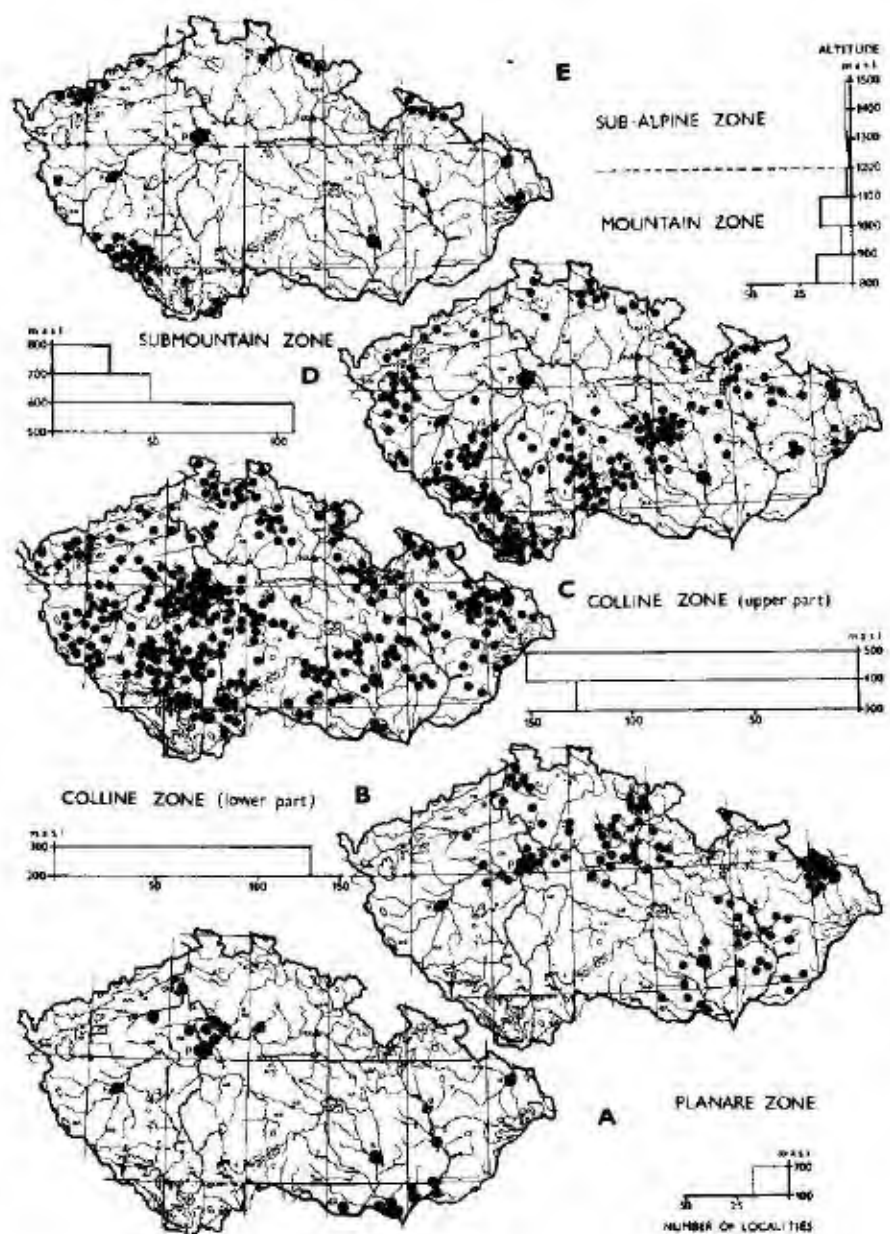 ALTITUDE
m a s l
E
1500
1400
SUB-ALPINE ZONE
1300
1200
1100
MOUNTAIN ZONE
1000
900
800
50 25
P
m a s l
SUBMOUNTAIN ZONE
800
D
700
600
500
50 100
P
C
COLLINE ZONE (upper part)
m a s l
500
400
300
150 100 50
COLLINE ZONE (lower part)
B
m a s l
300
200
50 100 150
P
P
A
PLANARE ZONE
m a s l
200
100
50 25
NUMBER OF LOCALITIES